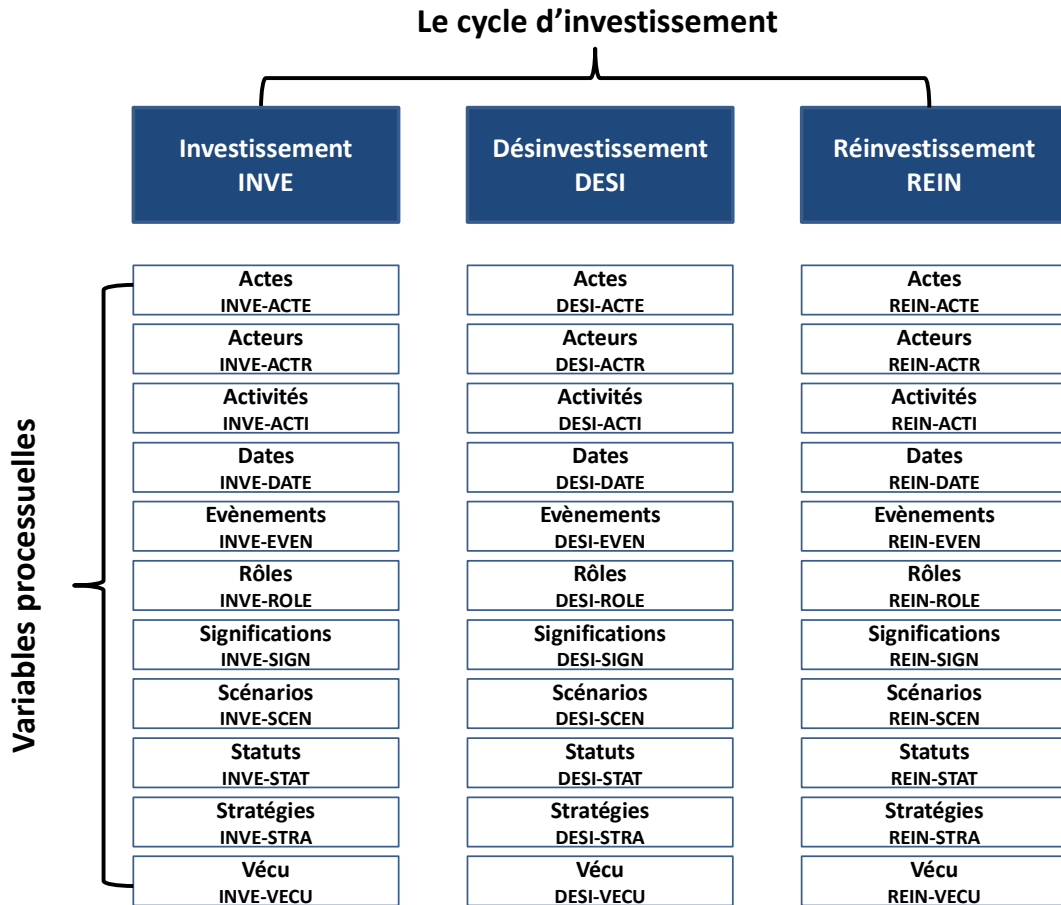 Le cycle d'investissement
Investissement
INVE
Désinvestissement
DESI
Réinvestissement
REIN
Variables processuelles
Actes
INVE-ACTE
Actes
DESI-ACTE
Actes
REIN-ACTE
Acteurs
INVE-ACTR
Acteurs
DESI-ACTR
Acteurs
REIN-ACTR
Activités
INVE-ACTI
Activités
DESI-ACTI
Activités
REIN-ACTI
Dates
INVE-DATE
Dates
DESI-DATE
Dates
REIN-DATE
Evènements
INVE-EVEN
Evènements
DESI-EVEN
Evènements
REIN-EVEN
Rôles
INVE-ROLE
Rôles
DESI-ROLE
Rôles
REIN-ROLE
Significations
INVE-SIGN
Significations
DESI-SIGN
Significations
REIN-SIGN
Scénarios
INVE-SCEN
Scénarios
DESI-SCEN
Scénarios
REIN-SCEN
Statuts
INVE-STAT
Statuts
DESI-STAT
Statuts
REIN-STAT
Stratégies
INVE-STRA
Stratégies
DESI-STRA
Stratégies
REIN-STRA
Vécu
INVE-VECU
Vécu
DESI-VECU
Vécu
REIN-VECU